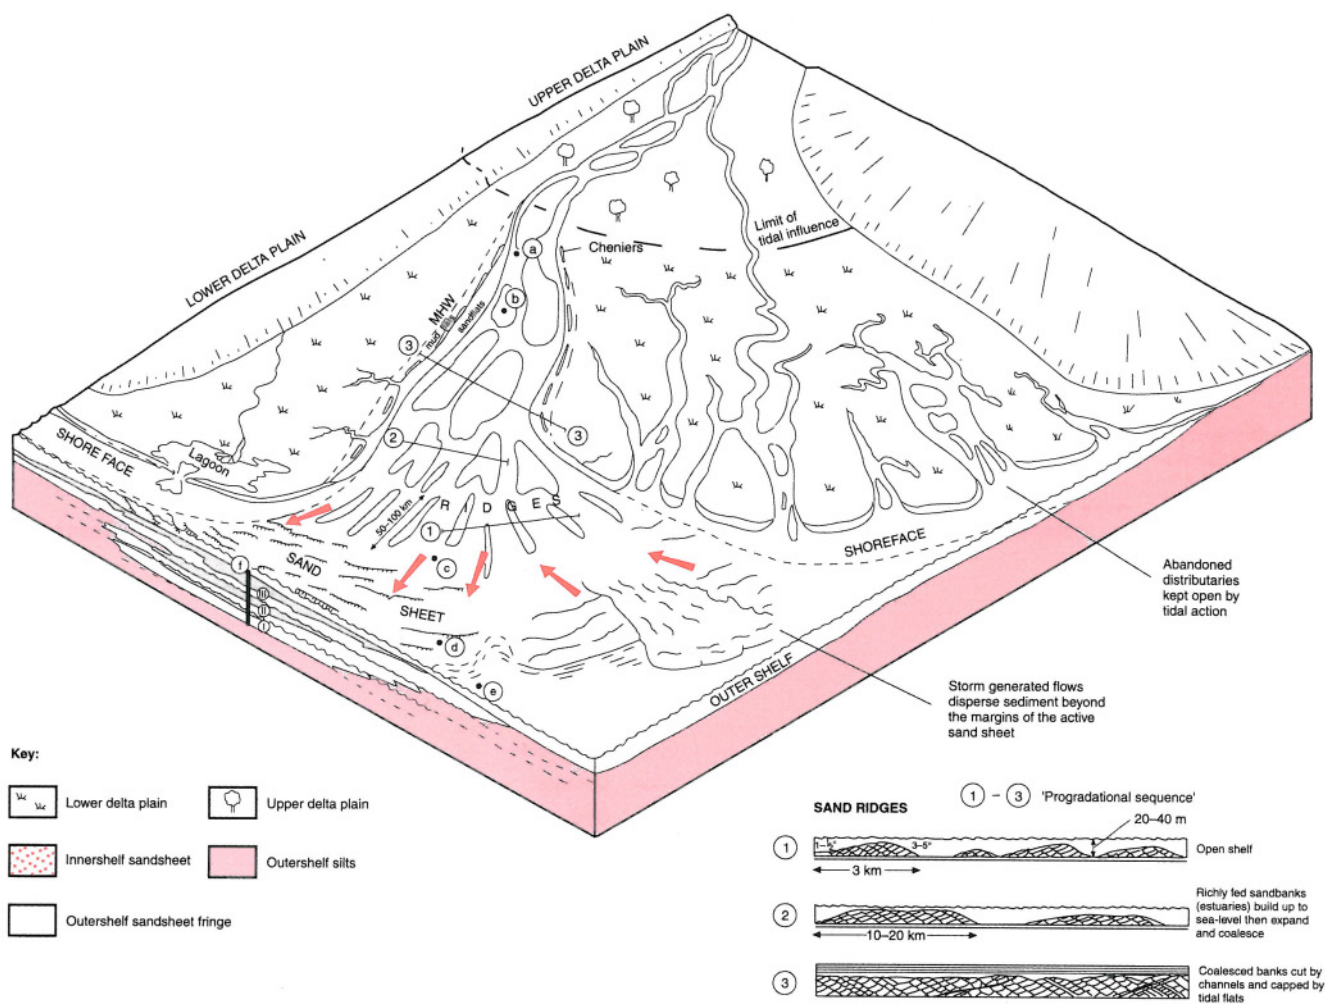 UPPER DELTA PLAIN
LOWER DELTA PLAIN
Limit of
tidal influence
Cheniers
a
b
MHW
mud
sandflats
3
3
2
SHORE FACE
Lagoon
RIDGES
50–100 km
1
SAND
SHEET
c
d
e
f
III
II
I
SHOREFACE
OUTER SHELF
Abandoned
distributaries
kept open by
tidal action
Storm generated flows
disperse sediment beyond
the margins of the active
sand sheet
Key:
Lower delta plain
Upper delta plain
Innershelf sandsheet
Outershelf silts
Outershelf sandsheet fringe
SAND RIDGES
1 – 3 'Progradational sequence'
20–40 m
1
3–5°
Open shelf
3 km
2
Richly fed sandbanks
(estuaries) build up to
sea-level then expand
and coalesce
10–20 km
3
Coalesced banks cut by
channels and capped by
tidal flats